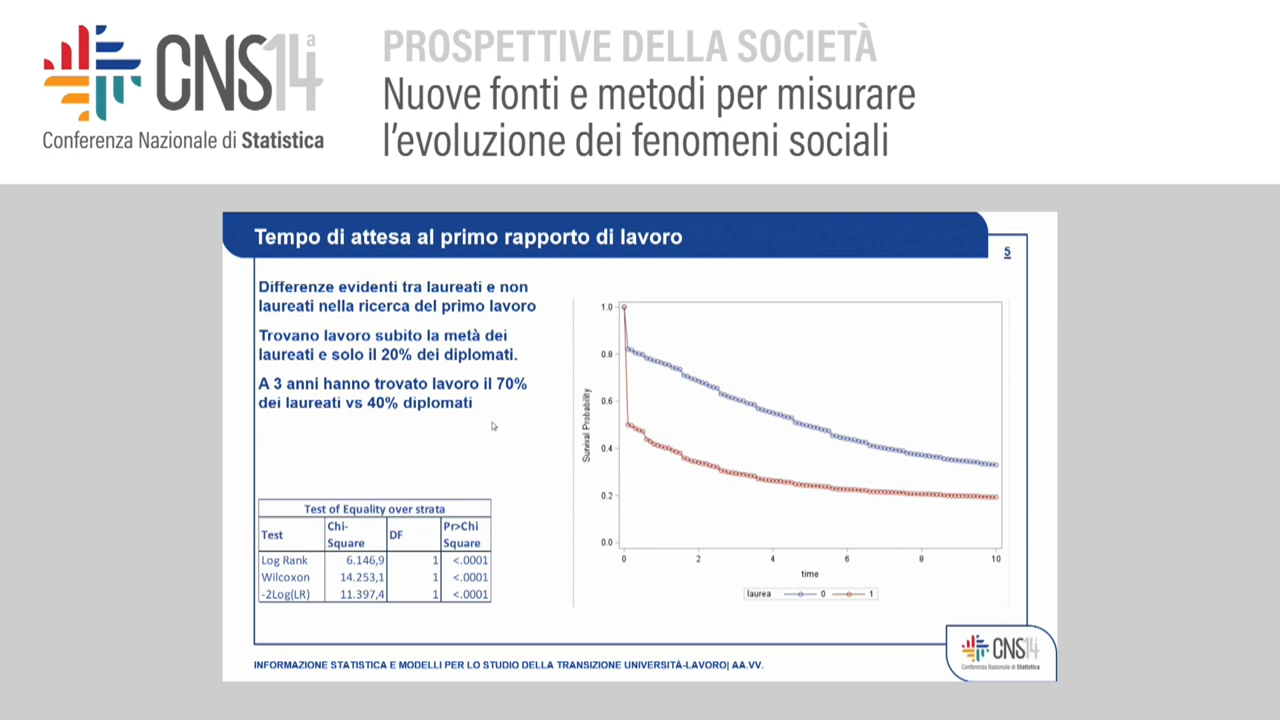 CNS14ª
Conferenza Nazionale di Statistica
PROSPETTIVE DELLA SOCIETÀ
Nuove fonti e metodi per misurare
l'evoluzione dei fenomeni sociali
Tempo di attesa al primo rapporto di lavoro
5
Differenze evidenti tra laureati e non
laureati nella ricerca del primo lavoro
Trovano lavoro subito la metà dei
laureati e solo il 20% dei diplomati.
A 3 anni hanno trovato lavoro il 70%
dei laureati vs 40% diplomati
Test of Equality over strata
Test Chi-Square DF Pr>Chi Square
Log Rank 6.146,9 1 <.0001
Wilcoxon 14.253,1 1 <.0001
-2Log(LR) 11.397,4 1 <.0001
Survival Probability
1.0
0.8
0.6
0.4
0.2
0.0
0 2 4 6 8 10
time
laurea 0 1
INFORMAZIONE STATISTICA E MODELLI PER LO STUDIO DELLA TRANSIZIONE UNIVERSITÀ-LAVORO| AA.VV.
CNS14
Conferenza Nazionale di Statistica